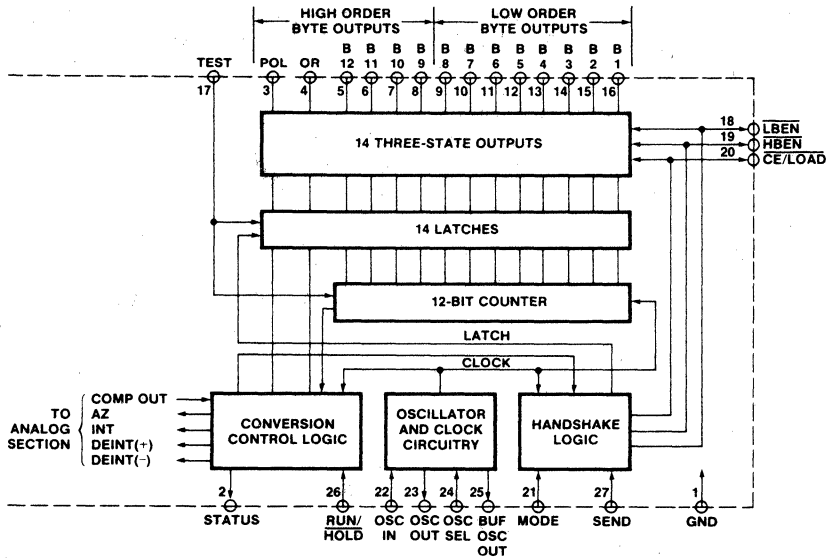 HIGH ORDER BYTE OUTPUTS
LOW ORDER BYTE OUTPUTS
TEST
POL
OR
B 12
B 11
B 10
B 9
B 8
B 7
B 6
B 5
B 4
B 3
B 2
B 1
17
3
4
5
6
7
8
9
10
11
12
13
14
15
16
14 THREE-STATE OUTPUTS
18
LBEN
19
HBEN
20
CE/LOAD
14 LATCHES
12-BIT COUNTER
LATCH
CLOCK
TO ANALOG SECTION
COMP OUT
AZ
INT
DEINT(+)
DEINT(−)
CONVERSION CONTROL LOGIC
OSCILLATOR AND CLOCK CIRCUITRY
HANDSHAKE LOGIC
2
STATUS
26
RUN/HOLD
22
OSC IN
23
OSC OUT
24
OSC SEL
25
BUF OSC OUT
21
MODE
27
SEND
1
GND